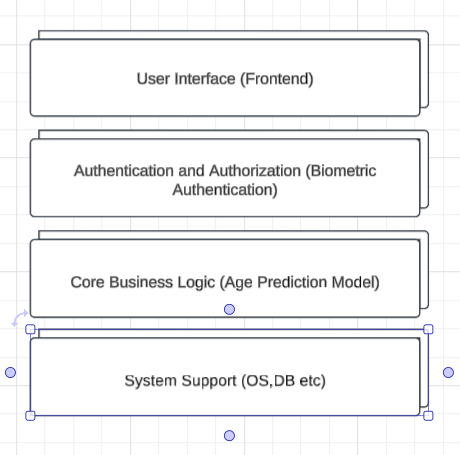 User Interface (Frontend)
Authentication and Authorization (Biometric
Authentication)
Core Business Logic (Age Prediction Model)
System Support (OS,DB etc)